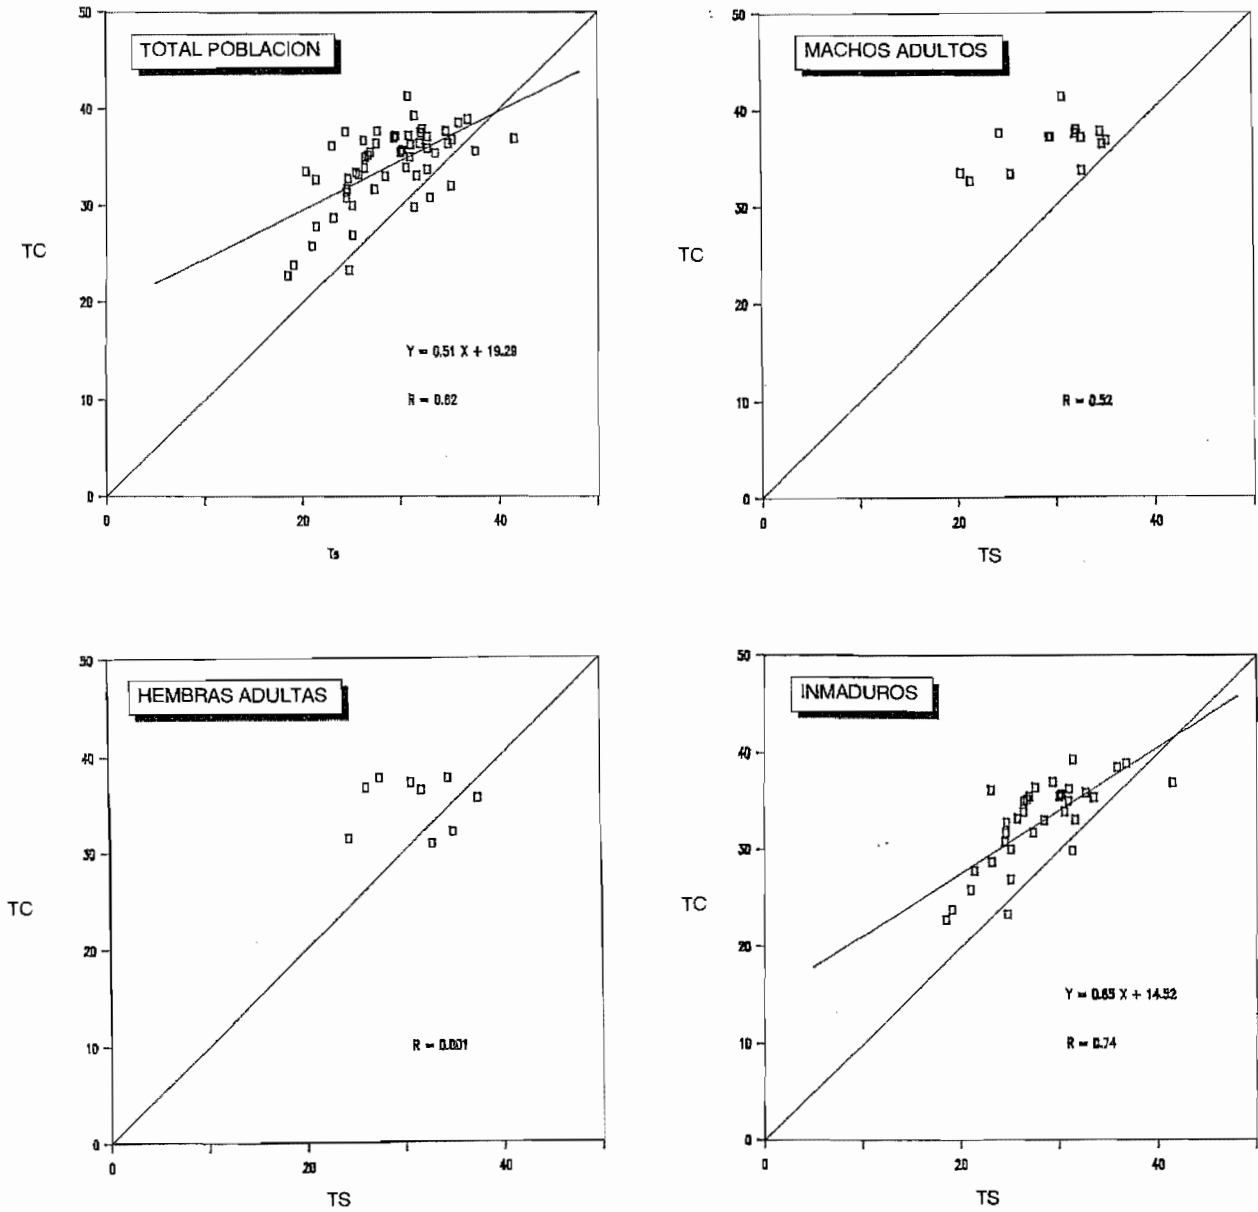 TOTAL POBLACION
50
40
30
20
10
0
TC
Y = 0.51 X + 19.29
R = 0.62
0
20
40
Ts
MACHOS ADULTOS
50
40
30
20
10
0
TC
R = 0.52
0
20
40
TS
HEMBRAS ADULTAS
50
40
30
20
10
0
TC
R = 0.001
0
20
40
TS
INMADUROS
50
40
30
20
10
0
TC
Y = 0.65 X + 14.52
R = 0.74
0
20
40
TS